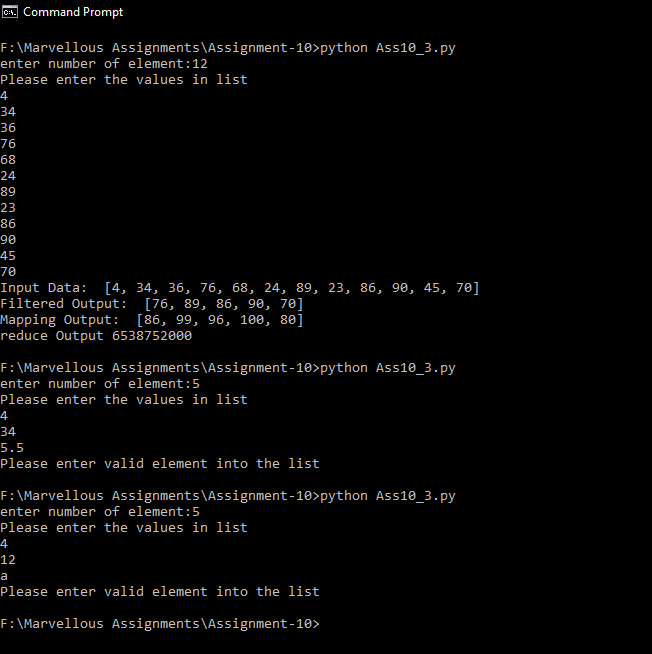 Command Prompt
F:\Marvellous Assignments\Assignment-10>python Ass10_3.py
enter number of element:12
Please enter the values in list
4
34
36
76
68
24
89
23
86
90
45
70
Input Data:  [4, 34, 36, 76, 68, 24, 89, 23, 86, 90, 45, 70]
Filtered Output:  [76, 89, 86, 90, 70]
Mapping Output:  [86, 99, 96, 100, 80]
reduce Output 6538752000
F:\Marvellous Assignments\Assignment-10>python Ass10_3.py
enter number of element:5
Please enter the values in list
4
34
5.5
Please enter valid element into the list
F:\Marvellous Assignments\Assignment-10>python Ass10_3.py
enter number of element:5
Please enter the values in list
4
12
a
Please enter valid element into the list
F:\Marvellous Assignments\Assignment-10>